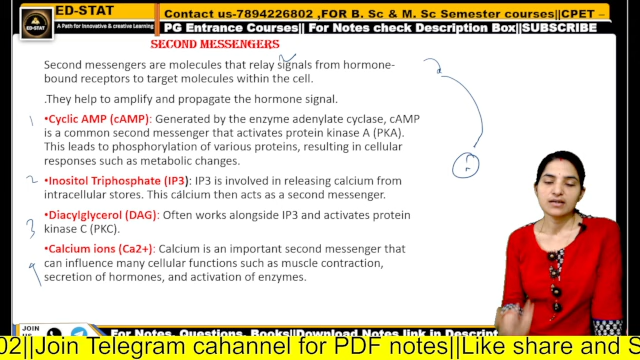 ED-STAT
A Path for Innovative & creative Learning
Contact us-7894226802 ,FOR B. Sc & M. Sc Semester courses||CPET –
PG Entrance Courses|| For Notes check Description Box||
SECOND MESSENGERS
Second messengers are molecules that relay signals from hormone-
bound receptors to target molecules within the cell.
.They help to amplify and propagate the hormone signal.
1 •Cyclic AMP (cAMP): Generated by the enzyme adenylate cyclase, cAMP
is a common second messenger that activates protein kinase A (PKA).
This leads to phosphorylation of various proteins, resulting in cellular
responses such as metabolic changes.
2 •Inositol Triphosphate (IP3): IP3 is involved in releasing calcium from
intracellular stores. This calcium then acts as a second messenger.
3 •Diacylglycerol (DAG): Often works alongside IP3 and activates protein
kinase C (PKC).
4 •Calcium ions (Ca2+): Calcium is an important second messenger that
can influence many cellular functions such as muscle contraction,
secretion of hormones, and activation of enzymes.
JOIN
US
For Notes, Questions, Books||Download Notes link in Descript
02||Join Telegram cahannel for PDF notes||Like share and S